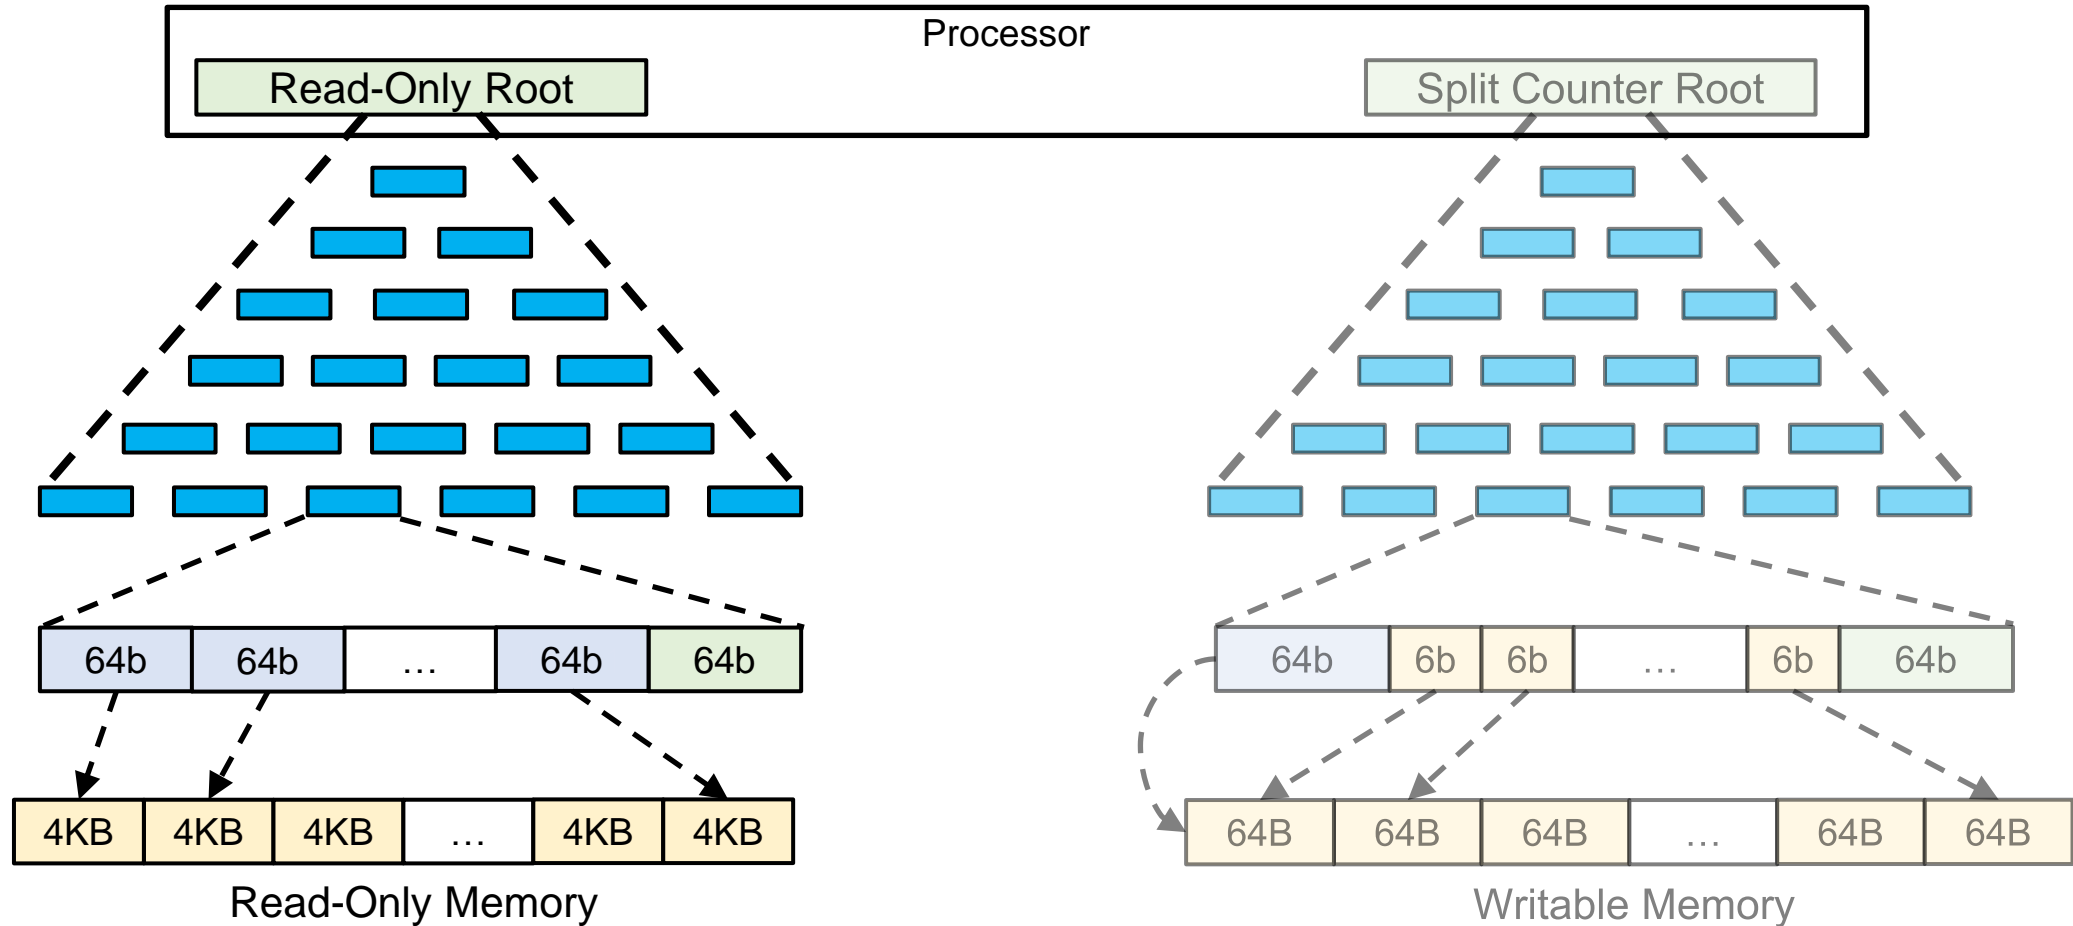 Processor
Read-Only Root
Split Counter Root
64b 64b … 64b 64b
64b 6b 6b … 6b 64b
4KB 4KB 4KB … 4KB 4KB
64B 64B 64B … 64B 64B
Read-Only Memory
Writable Memory